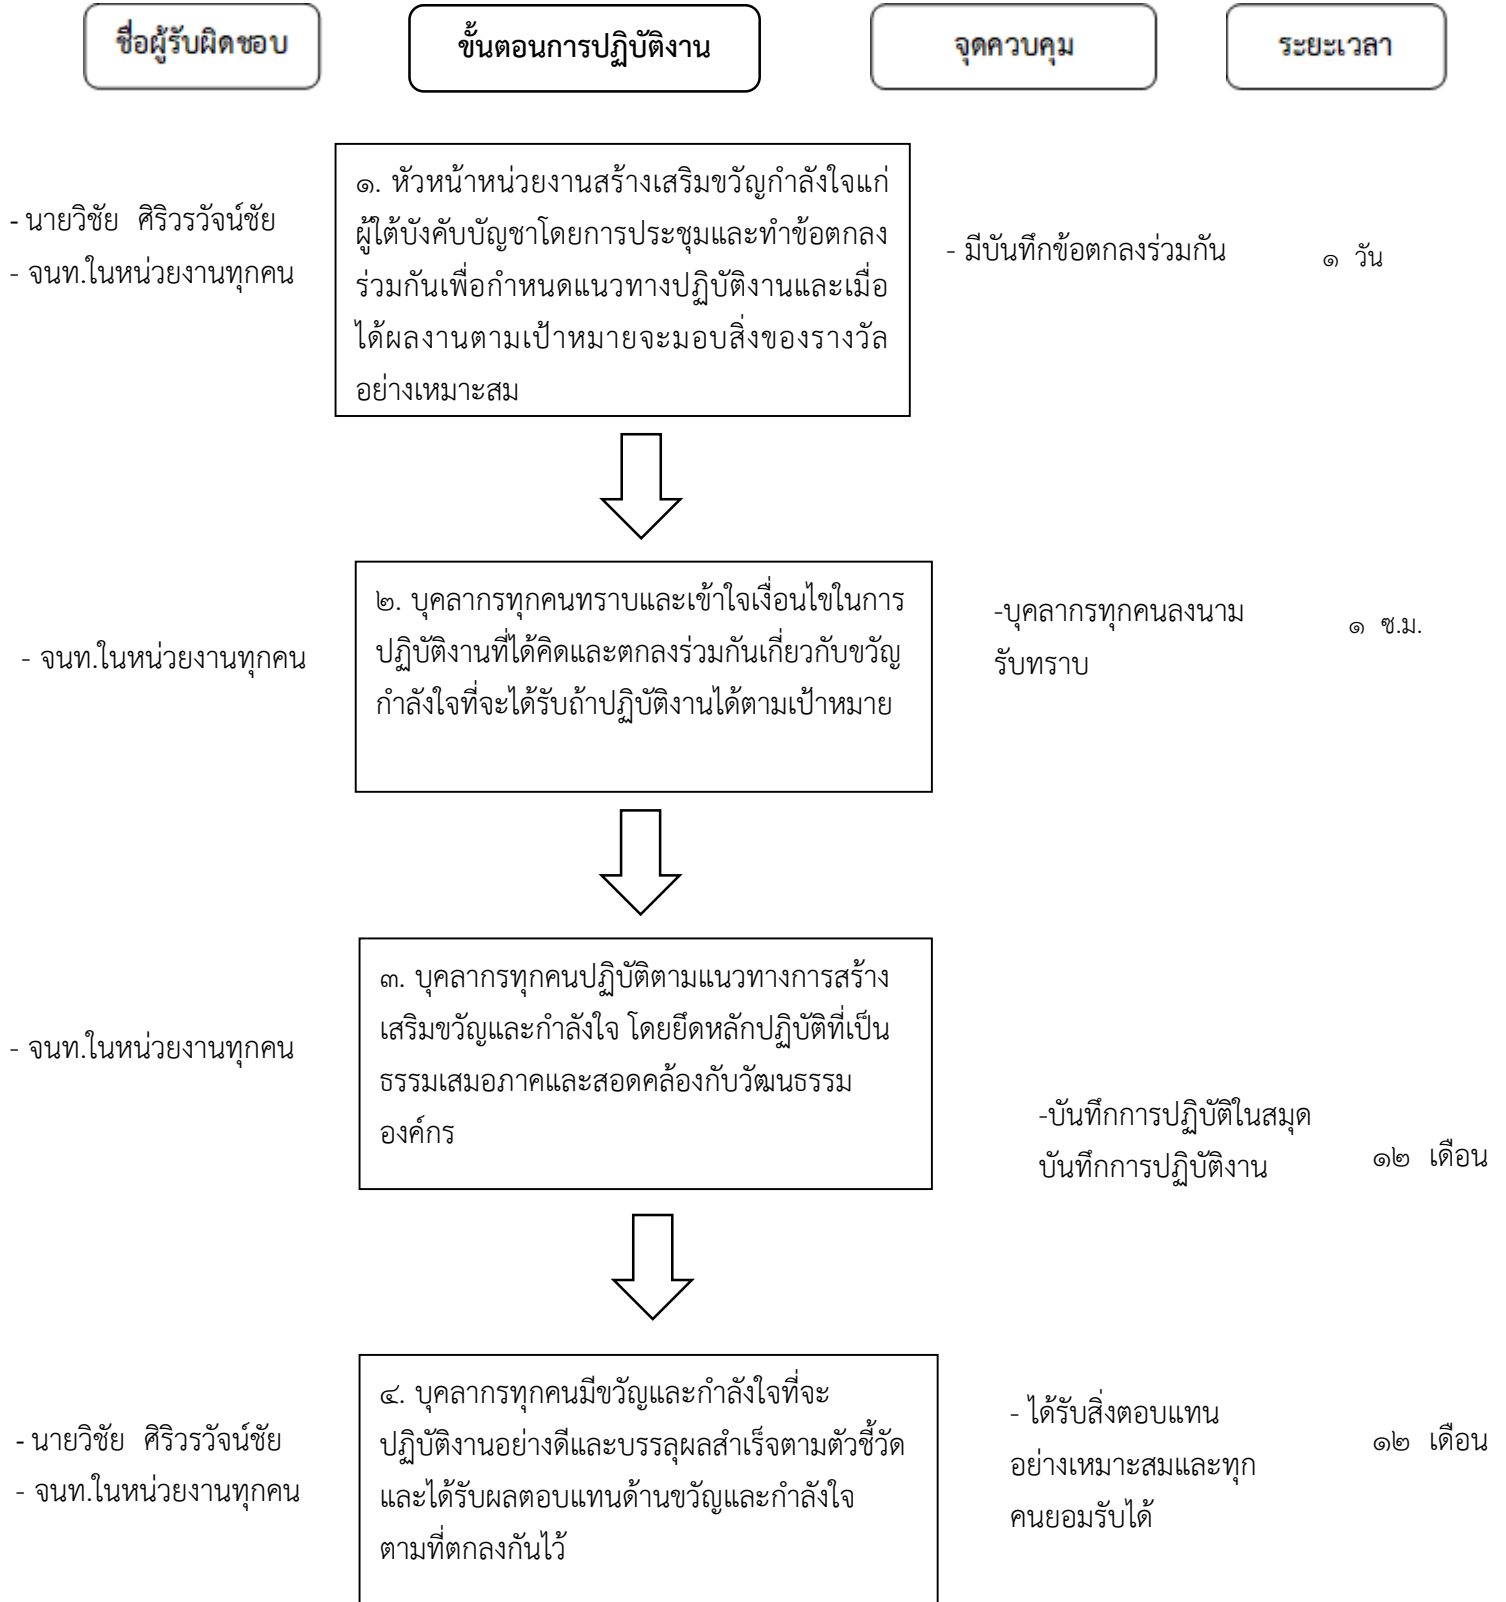 ชื่อผู้รับผิดชอบ
ขั้นตอนการปฏิบัติงาน
จุดควบคุม
ระยะเวลา
- นายวิชัย ศิริวรวัจน์ชัย
- จนท.ในหน่วยงานทุกคน
๑. หัวหน้าหน่วยงานสร้างเสริมขวัญกำลังใจแก่
ผู้ใต้บังคับบัญชาโดยการประชุมและทำข้อตกลง
ร่วมกันเพื่อกำหนดแนวทางปฏิบัติงานและเมื่อ
ได้ผลงานตามเป้าหมายจะมอบสิ่งของรางวัล
อย่างเหมาะสม
- มีบันทึกข้อตกลงร่วมกัน
๑ วัน
- จนท.ในหน่วยงานทุกคน
๒. บุคลากรทุกคนทราบและเข้าใจเงื่อนไขในการ
ปฏิบัติงานที่ได้คิดและตกลงร่วมกันเกี่ยวกับขวัญ
กำลังใจที่จะได้รับถ้าปฏิบัติงานได้ตามเป้าหมาย
-บุคลากรทุกคนลงนาม
รับทราบ
๑ ซ.ม.
- จนท.ในหน่วยงานทุกคน
๓. บุคลากรทุกคนปฏิบัติตามแนวทางการสร้าง
เสริมขวัญและกำลังใจ โดยยึดหลักปฏิบัติที่เป็น
ธรรมเสมอภาคและสอดคล้องกับวัฒนธรรม
องค์กร
-บันทึกการปฏิบัติในสมุด
บันทึกการปฏิบัติงาน
๑๒ เดือน
- นายวิชัย ศิริวรวัจน์ชัย
- จนท.ในหน่วยงานทุกคน
๔. บุคลากรทุกคนมีขวัญและกำลังใจที่จะ
ปฏิบัติงานอย่างดีและบรรลุผลสำเร็จตามตัวชี้วัด
และได้รับผลตอบแทนด้านขวัญและกำลังใจ
ตามที่ตกลงกันไว้
- ได้รับสิ่งตอบแทน
อย่างเหมาะสมและทุก
คนยอมรับได้
๑๒ เดือน